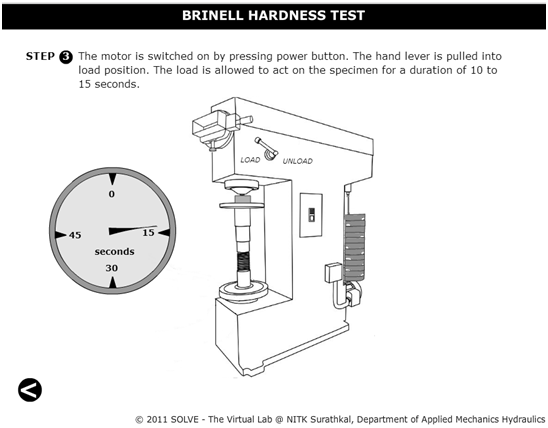 BRINELL HARDNESS TEST
STEP 3 The motor is switched on by pressing power button. The hand lever is pulled into
load position. The load is allowed to act on the specimen for a duration of 10 to
15 seconds.
LOAD UNLOAD
0
15
45
seconds
30
© 2011 SOLVE - The Virtual Lab @ NITK Surathkal, Department of Applied Mechanics Hydraulics